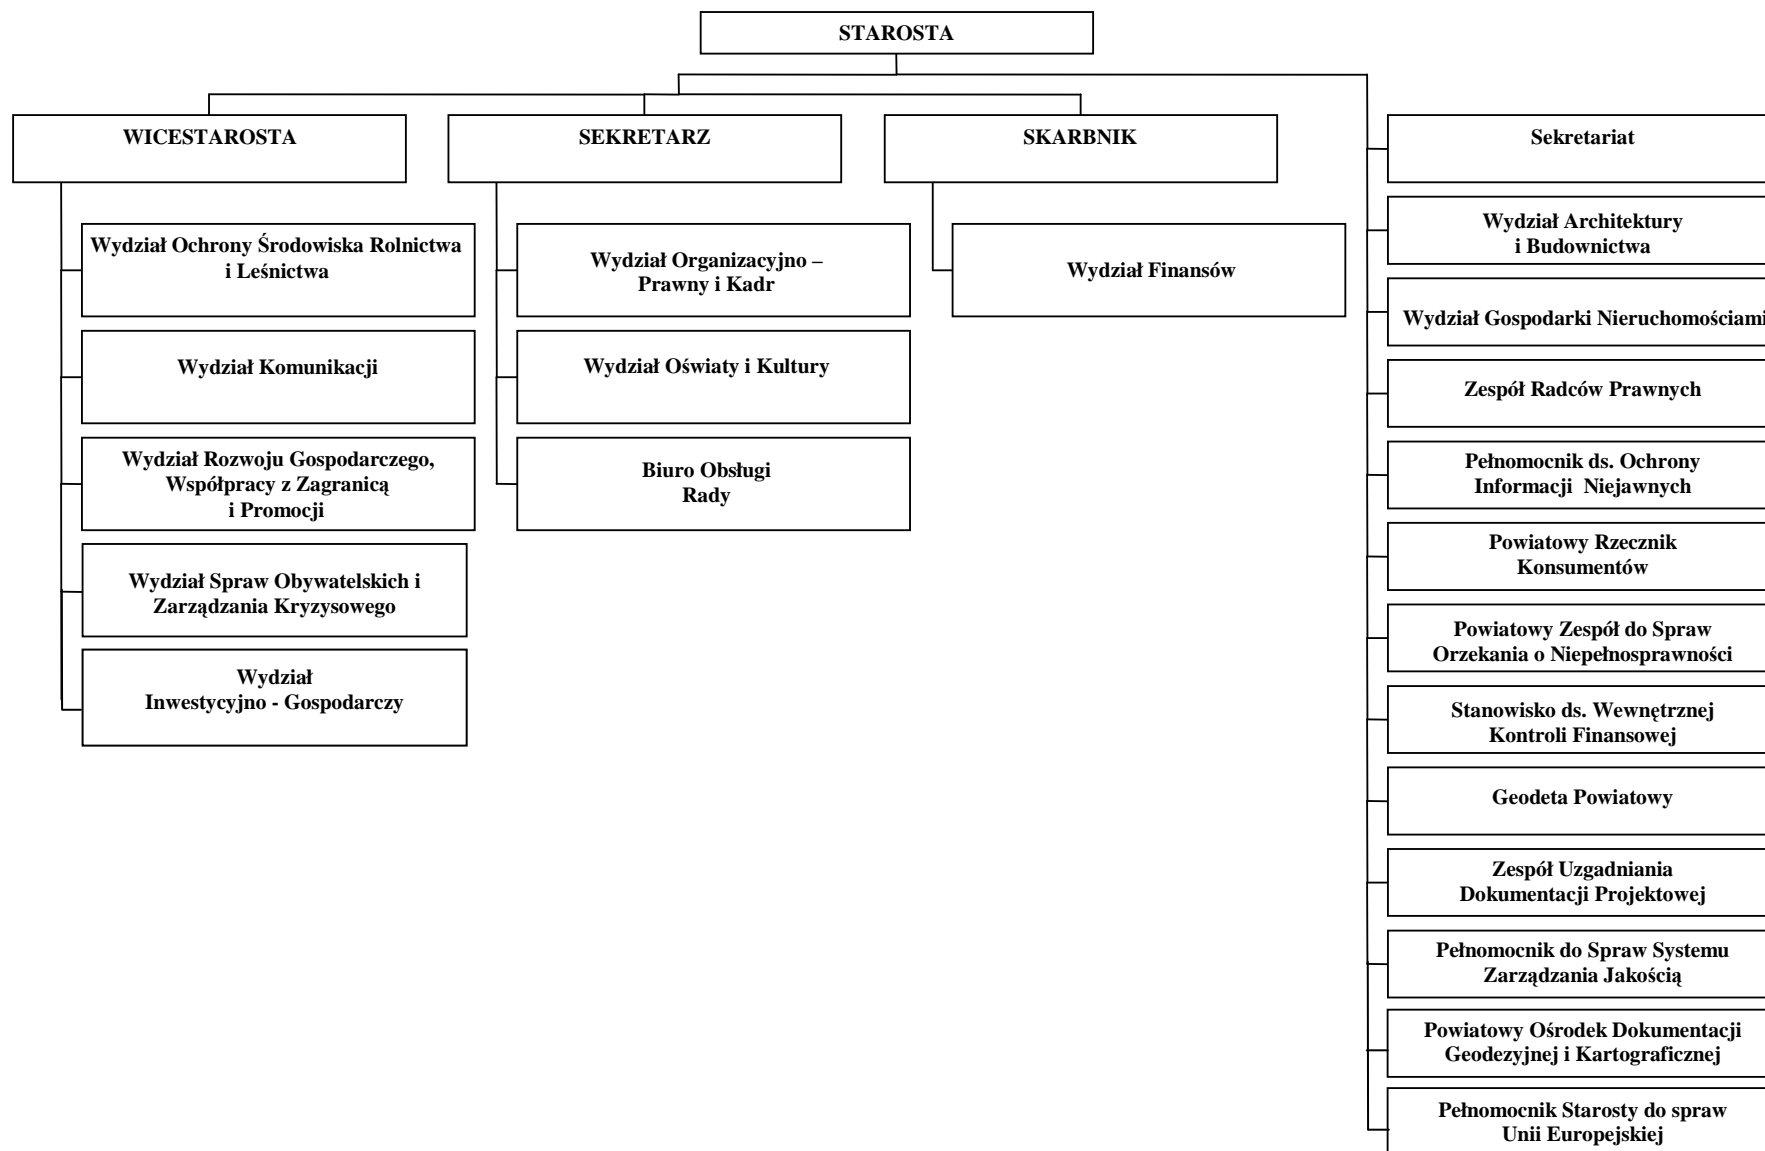 STAROSTA
WICESTAROSTA
SEKRETARZ
SKARBNIK
Wydział Ochrony Środowiska Rolnictwa
i Leśnictwa
Wydział Komunikacji
Wydział Rozwoju Gospodarczego,
Współpracy z Zagranicą
i Promocji
Wydział Spraw Obywatelskich i
Zarządzania Kryzysowego
Wydział
Inwestycyjno - Gospodarczy
Wydział Organizacyjno –
Prawny i Kadr
Wydział Oświaty i Kultury
Biuro Obsługi
Rady
Wydział Finansów
Sekretariat
Wydział Architektury
i Budownictwa
Wydział Gospodarki Nieruchomościami
Zespół Radców Prawnych
Pełnomocnik ds. Ochrony
Informacji Niejawnych
Powiatowy Rzecznik
Konsumentów
Powiatowy Zespół do Spraw
Orzekania o Niepełnosprawności
Stanowisko ds. Wewnętrznej
Kontroli Finansowej
Geodeta Powiatowy
Zespół Uzgadniania
Dokumentacji Projektowej
Pełnomocnik do Spraw Systemu
Zarządzania Jakością
Powiatowy Ośrodek Dokumentacji
Geodezyjnej i Kartograficznej
Pełnomocnik Starosty do spraw
Unii Europejskiej